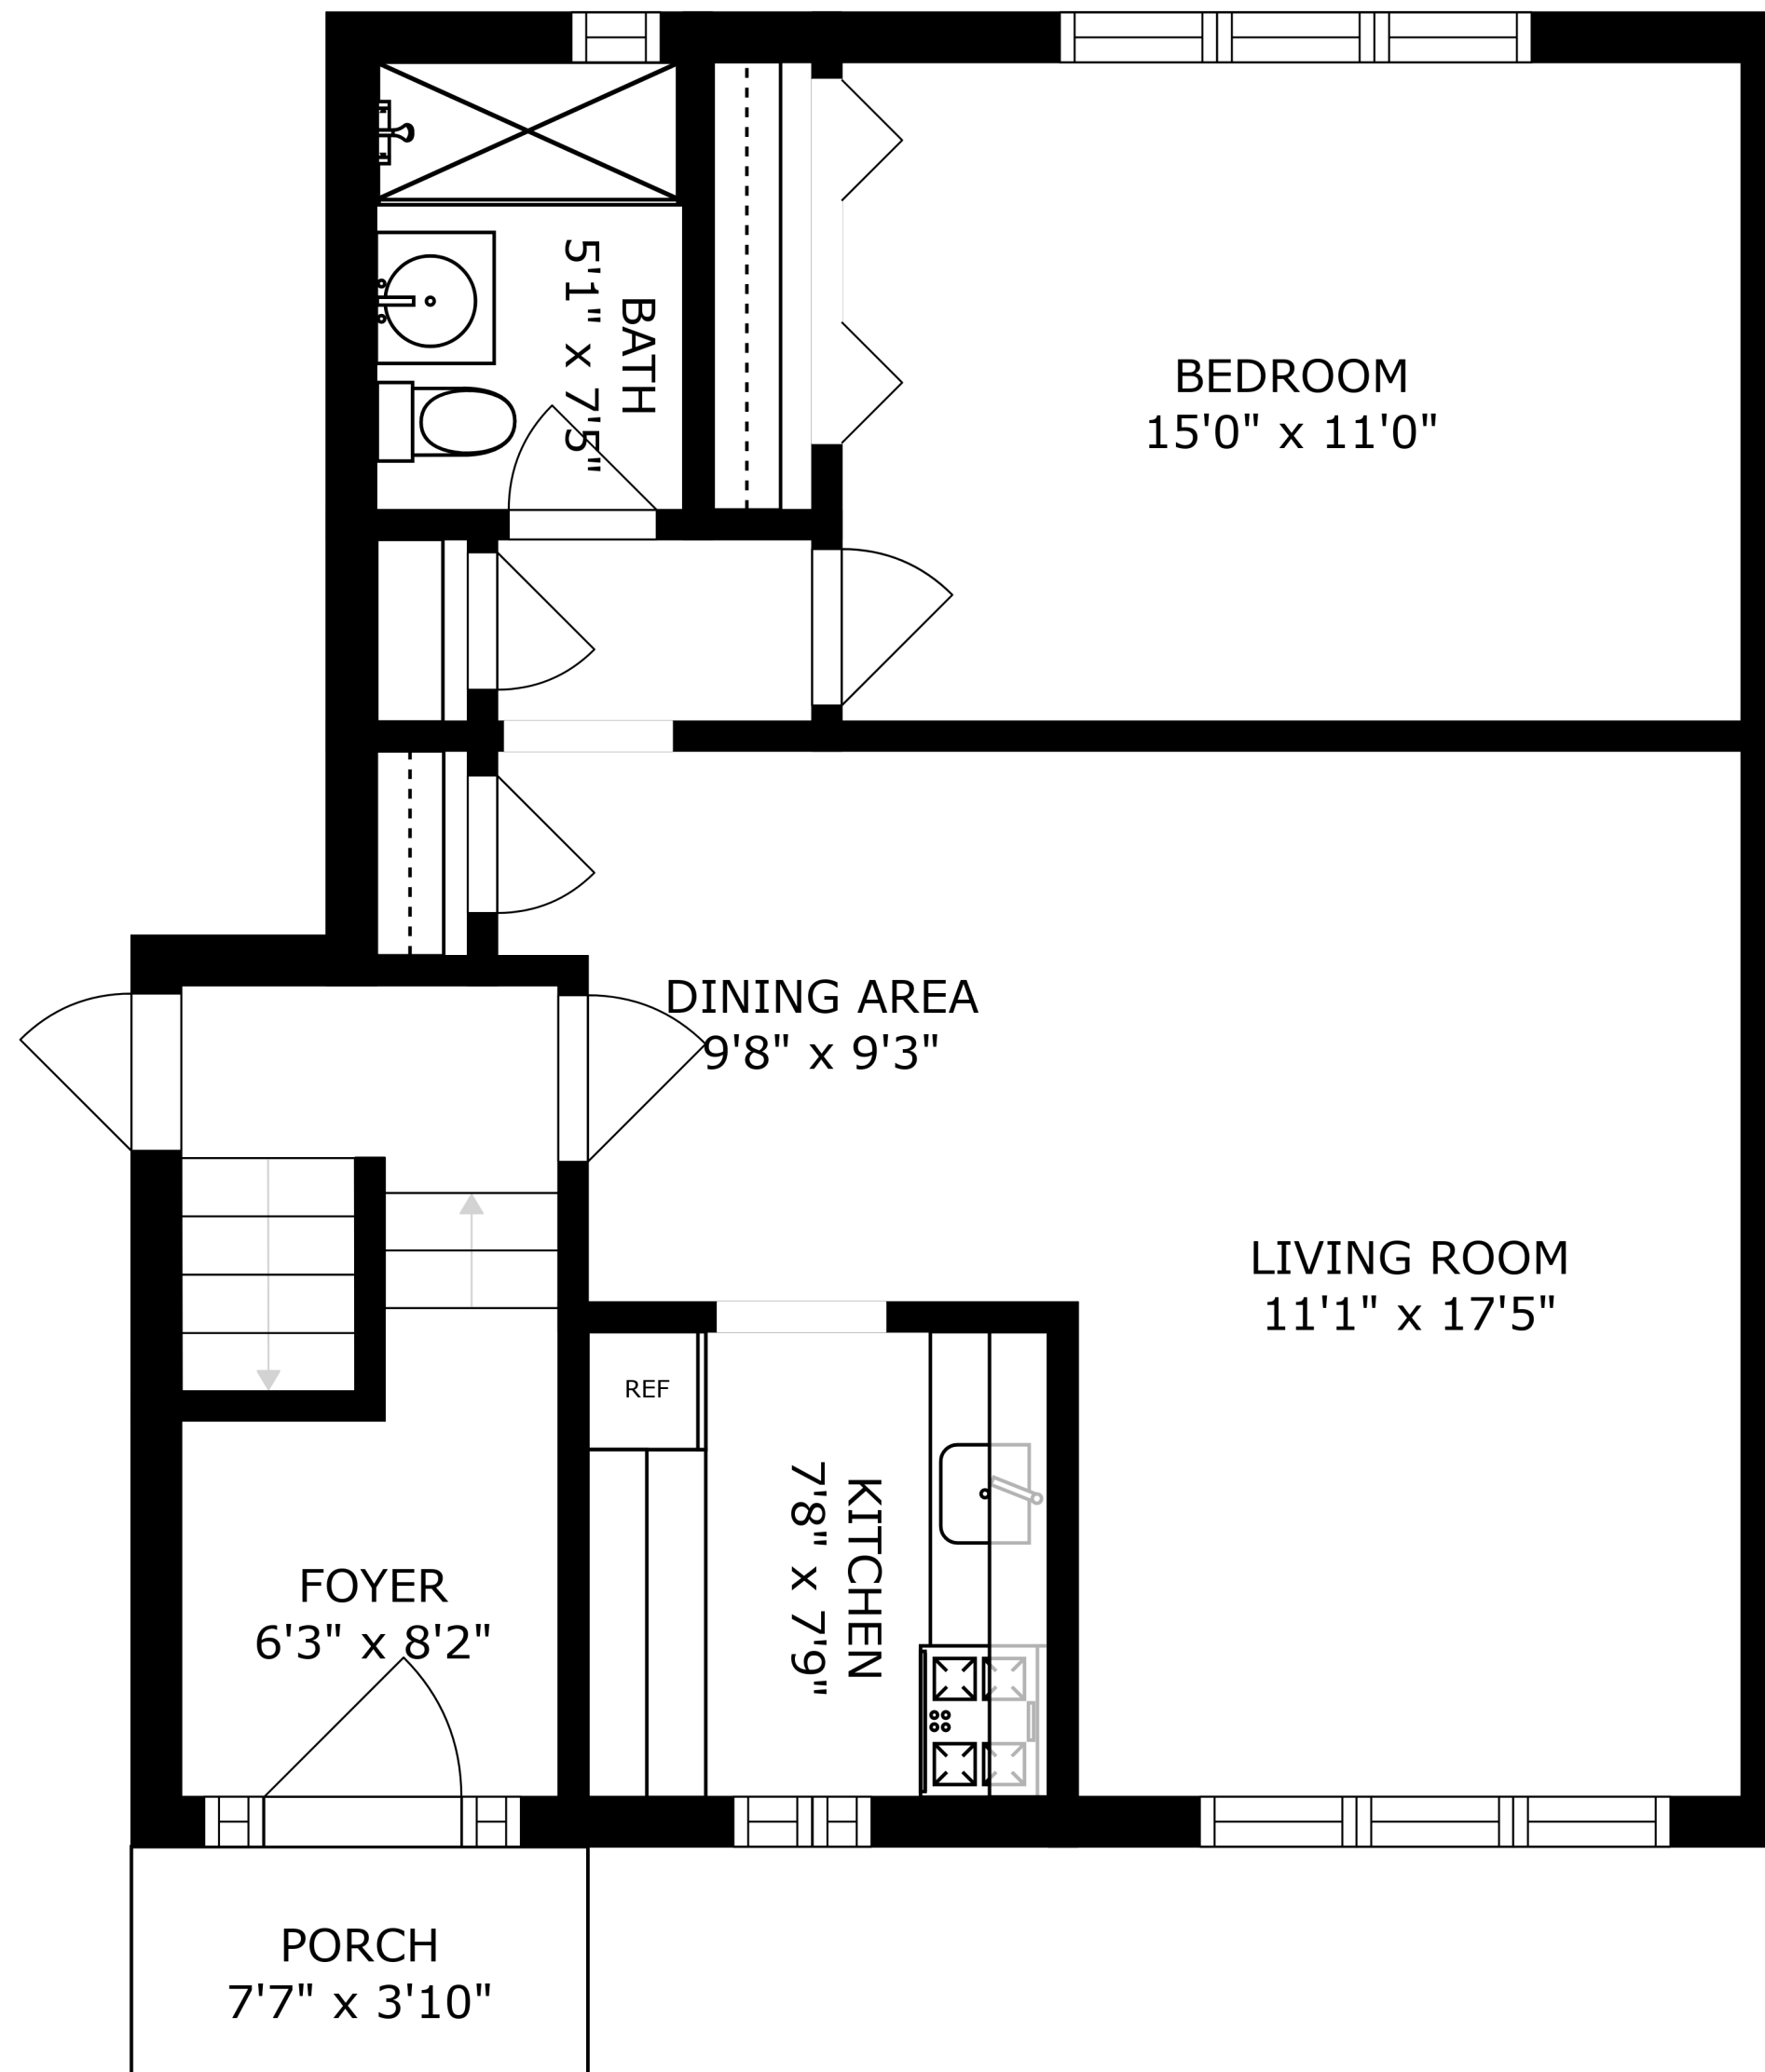 BATH
5'1" x 7'5"
BEDROOM
15'0" x 11'0"
DINING AREA
9'8" x 9'3"
LIVING ROOM
11'1" x 17'5"
REF
KITCHEN
7'8" x 7'9"
FOYER
6'3" x 8'2"
PORCH
7'7" x 3'10"